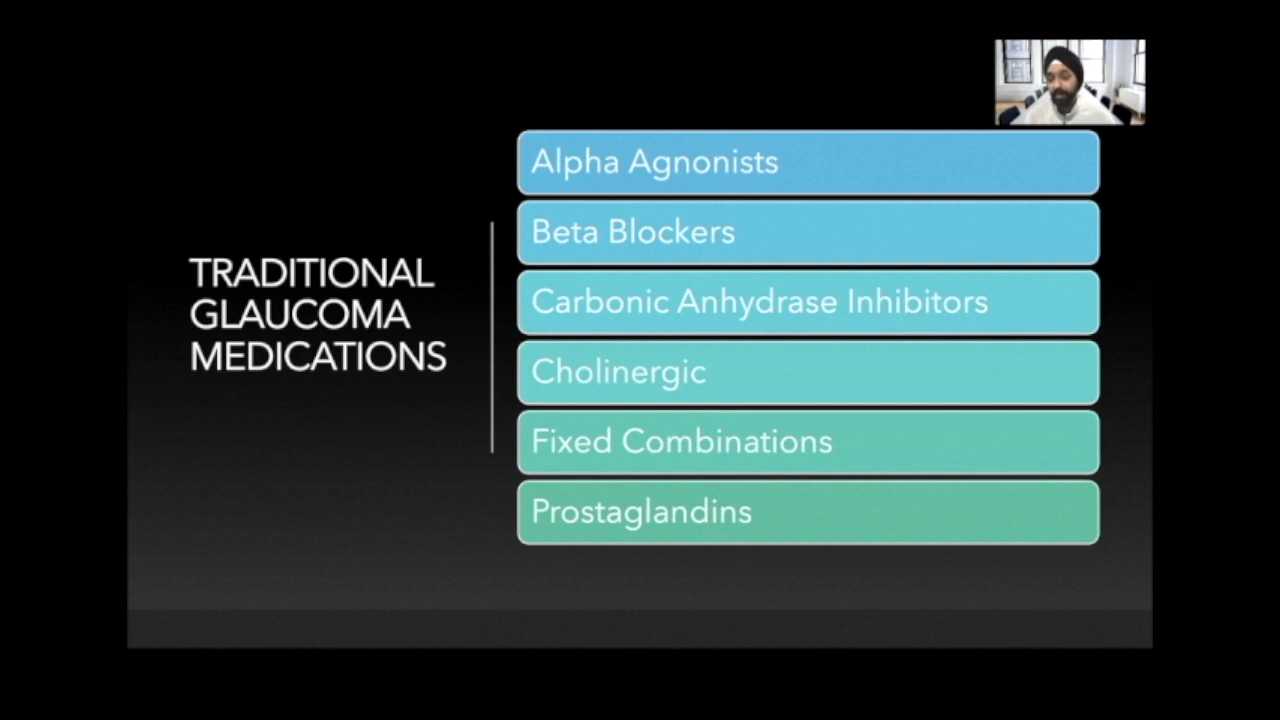 TRADITIONAL
GLAUCOMA
MEDICATIONS
Alpha Agnonists
Beta Blockers
Carbonic Anhydrase Inhibitors
Cholinergic
Fixed Combinations
Prostaglandins